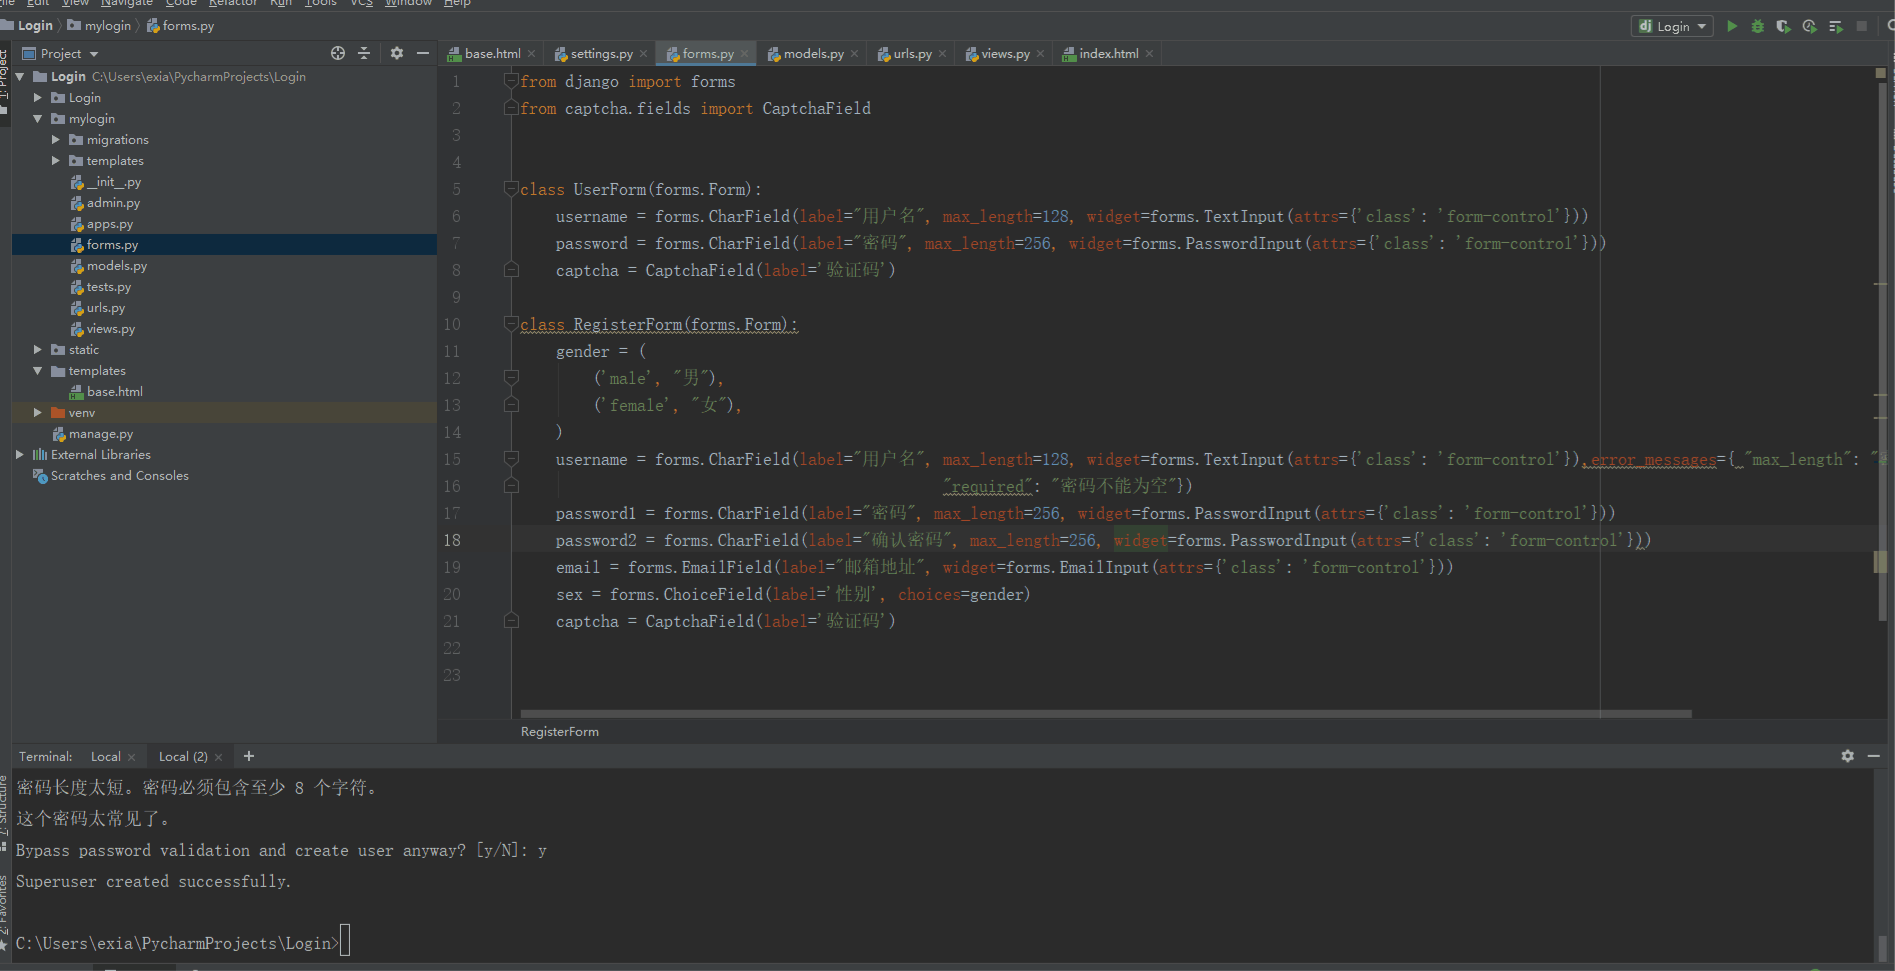 File Edit View Navigate Code Refactor Run Tools VCS Window Help
Login mylogin forms.py
Login
Project
base.html settings.py forms.py models.py urls.py views.py index.html
1: Project
Login C:\Users\exia\PycharmProjects\Login
Login
mylogin
migrations
templates
__init__.py
admin.py
apps.py
forms.py
models.py
tests.py
urls.py
views.py
static
templates
base.html
venv
manage.py
External Libraries
Scratches and Consoles
1 from django import forms
2 from captcha.fields import CaptchaField
3
4
5 class UserForm(forms.Form):
6 username = forms.CharField(label="用户名", max_length=128, widget=forms.TextInput(attrs={'class': 'form-control'}))
7 password = forms.CharField(label="密码", max_length=256, widget=forms.PasswordInput(attrs={'class': 'form-control'}))
8 captcha = CaptchaField(label='验证码')
9
10 class RegisterForm(forms.Form):
11 gender = (
12 ('male', "男"),
13 ('female', "女"),
14 )
15 username = forms.CharField(label="用户名", max_length=128, widget=forms.TextInput(attrs={'class': 'form-control'}),error_messages={ "max_length": "
16 "required": "密码不能为空"})
17 password1 = forms.CharField(label="密码", max_length=256, widget=forms.PasswordInput(attrs={'class': 'form-control'}))
18 password2 = forms.CharField(label="确认密码", max_length=256, widget=forms.PasswordInput(attrs={'class': 'form-control'}))
19 email = forms.EmailField(label="邮箱地址", widget=forms.EmailInput(attrs={'class': 'form-control'}))
20 sex = forms.ChoiceField(label='性别', choices=gender)
21 captcha = CaptchaField(label='验证码')
22
23
RegisterForm
Terminal: Local Local (2) +
密码长度太短。密码必须包含至少 8 个字符。
这个密码太常见了。
Bypass password validation and create user anyway? [y/N]: y
Superuser created successfully.
C:\Users\exia\PycharmProjects\Login>
7: Structure
2: Favorites